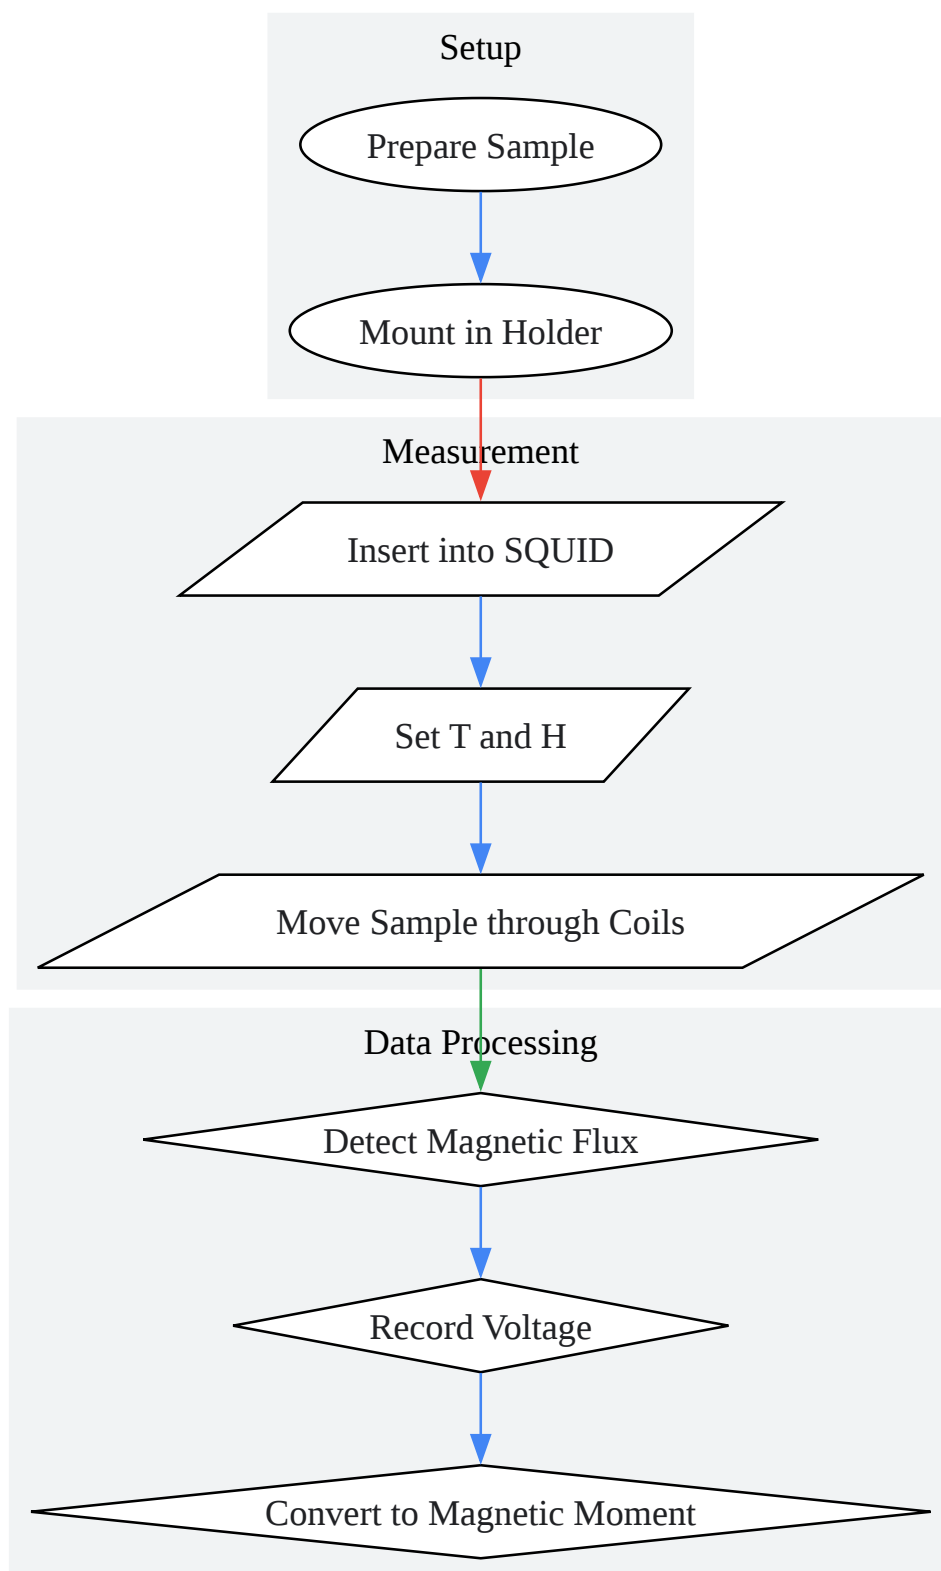 Setup
Prepare Sample
Mount in Holder
Measurement
Insert into SQUID
Set T and H
Move Sample through Coils
Data Processing
Detect Magnetic Flux
Record Voltage
Convert to Magnetic Moment